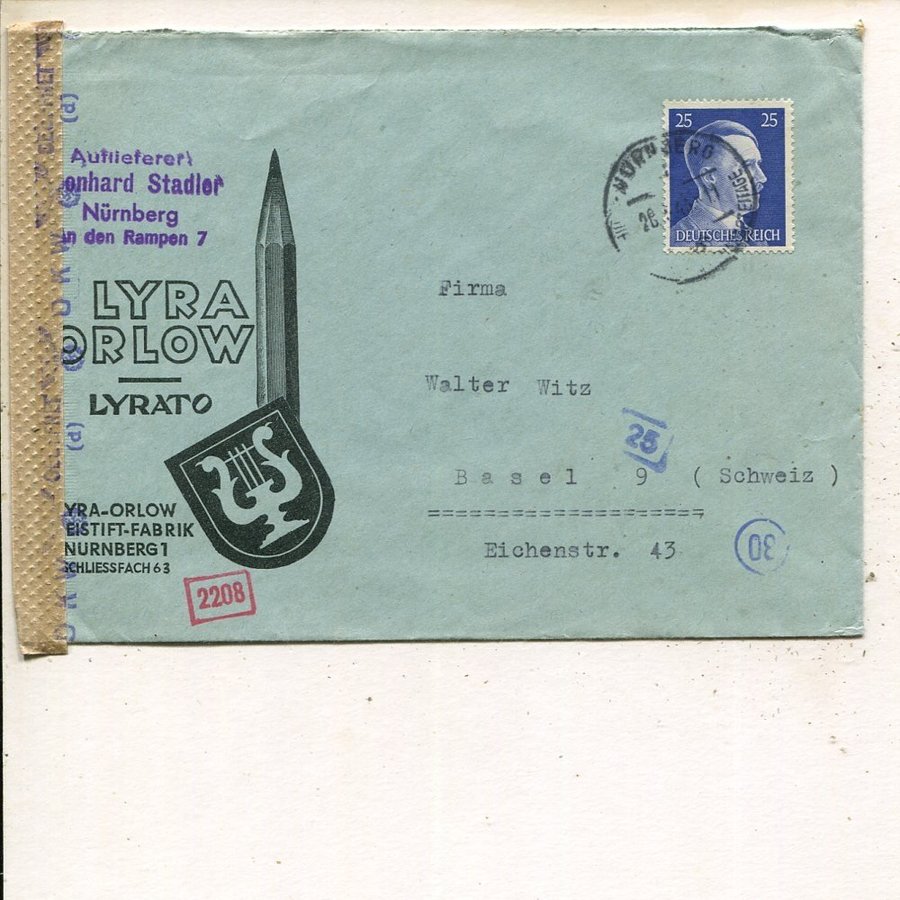 Auflieferer:
onhard Stadler
Nürnberg
n den Rampen 7
LYRA
ORLOW
LYRATO
YRA-ORLOW
EISTIFT-FABRIK
NÜRNBERG 1
SCHLIESSFACH 63
2208
25 25
DEUTSCHES REICH
NÜRNBERG
Firma
Walter Witz
25
Basel 9 (Schweiz)
Eichenstr. 43
30
(d)
(d)